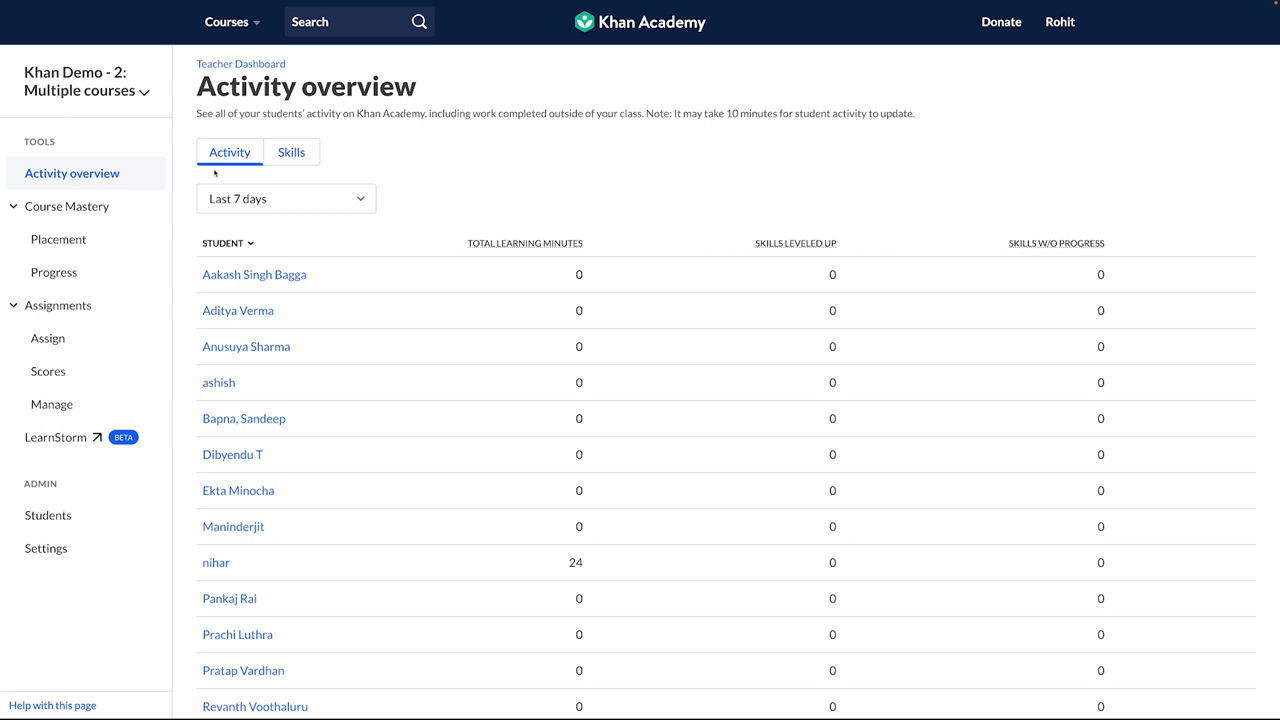 Courses
Search
Khan Academy
Donate
Rohit
Khan Demo - 2:
Multiple courses
TOOLS
Activity overview
Course Mastery
Placement
Progress
Assignments
Assign
Scores
Manage
LearnStorm BETA
ADMIN
Students
Settings
Help with this page
Teacher Dashboard
Activity overview
See all of your students' activity on Khan Academy, including work completed outside of your class. Note: It may take 10 minutes for student activity to update.
Activity Skills
Last 7 days
STUDENT TOTAL LEARNING MINUTES SKILLS LEVELED UP SKILLS W/O PROGRESS
Aakash Singh Bagga 0 0 0
Aditya Verma 0 0 0
Anusuya Sharma 0 0 0
ashish 0 0 0
Bapna, Sandeep 0 0 0
Dibyendu T 0 0 0
Ekta Minocha 0 0 0
Maninderjit 0 0 0
nihar 24 0 0
Pankaj Rai 0 0 0
Prachi Luthra 0 0 0
Pratap Vardhan 0 0 0
Revanth Voothaluru 0 0 0